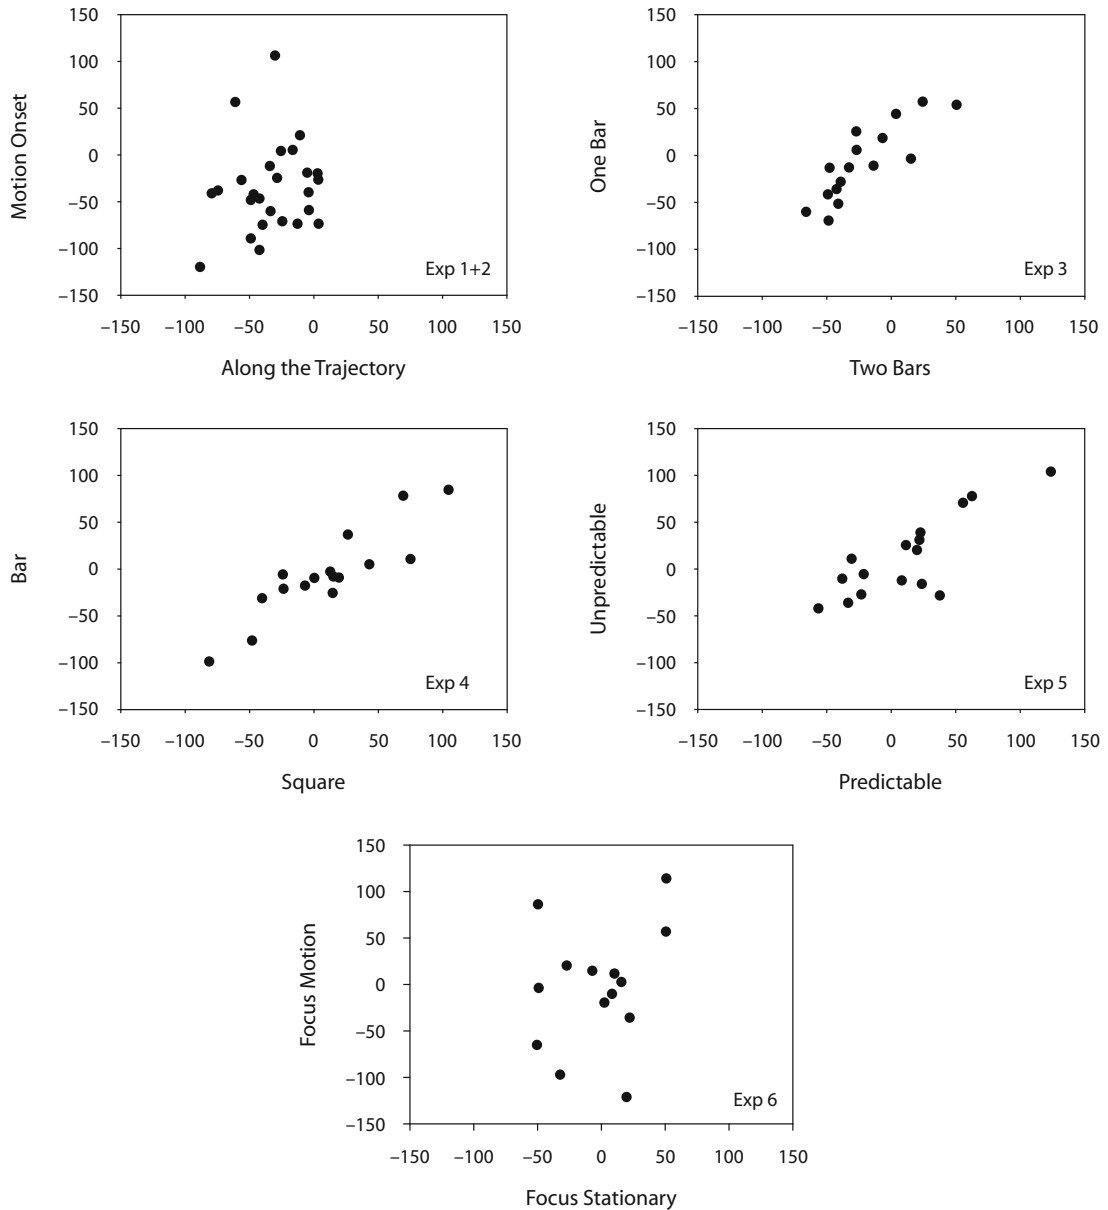 150
100
50
0
−50
−100
−150
Motion Onset
Exp 1+2
−150 −100 −50 0 50 100 150
Along the Trajectory
150
100
50
0
−50
−100
−150
One Bar
Exp 3
−150 −100 −50 0 50 100 150
Two Bars
150
100
50
0
−50
−100
−150
Bar
Exp 4
−150 −100 −50 0 50 100 150
Square
150
100
50
0
−50
−100
−150
Unpredictable
Exp 5
−150 −100 −50 0 50 100 150
Predictable
150
100
50
0
−50
−100
−150
Focus Motion
Exp 6
−150 −100 −50 0 50 100 150
Focus Stationary